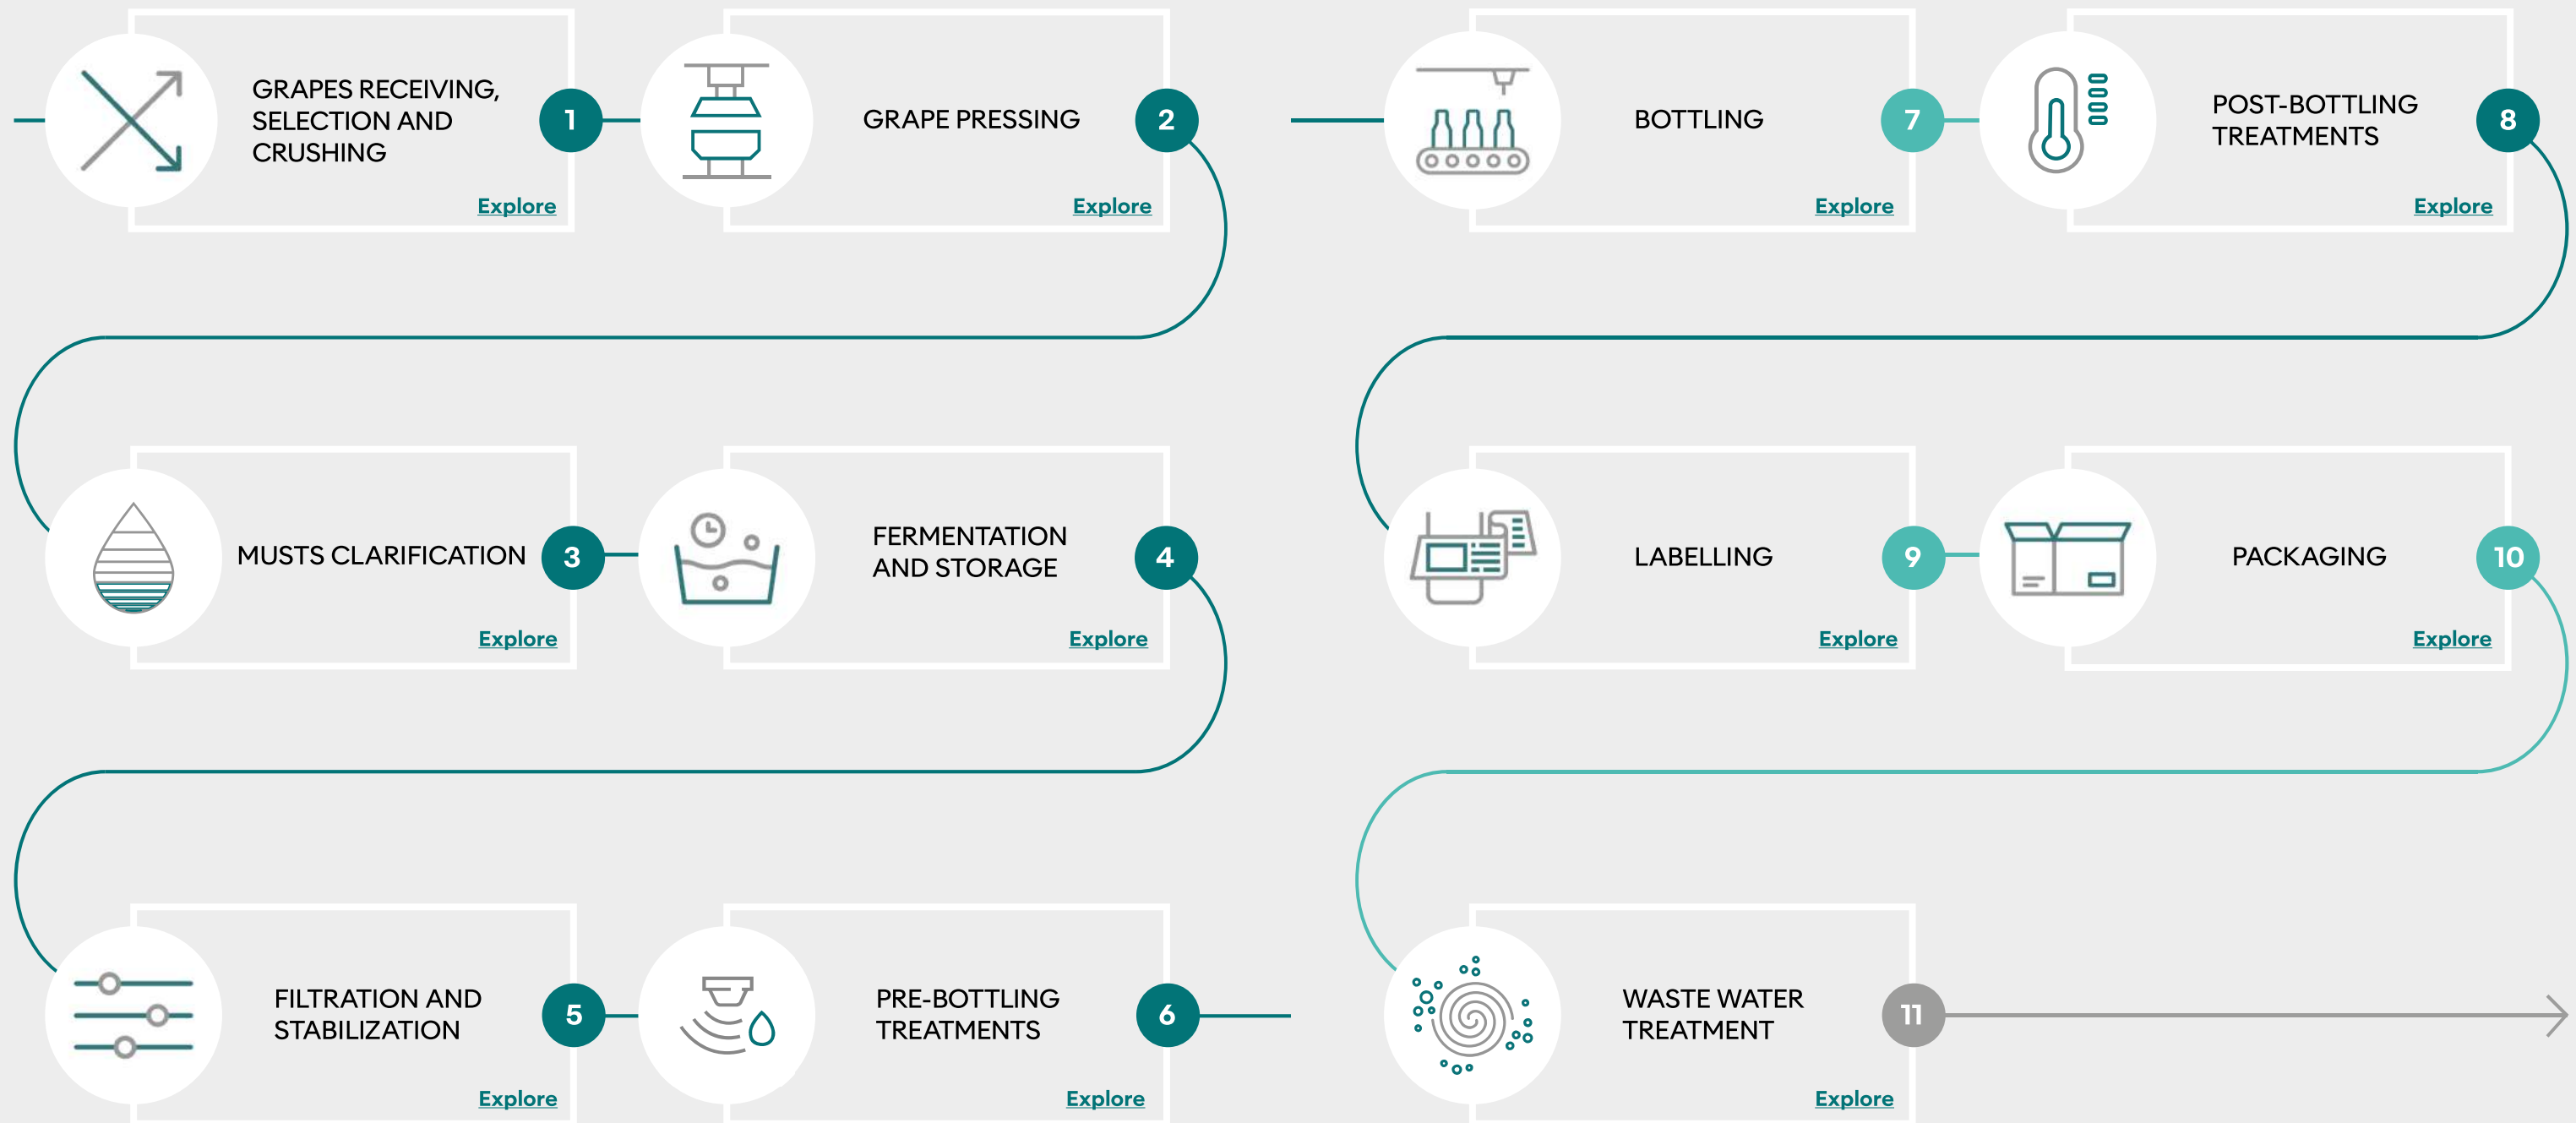 GRAPES RECEIVING,
SELECTION AND
CRUSHING
1
Explore
GRAPE PRESSING
2
Explore
MUSTS CLARIFICATION
3
Explore
FERMENTATION
AND STORAGE
4
Explore
FILTRATION AND
STABILIZATION
5
Explore
PRE-BOTTLING
TREATMENTS
6
Explore
BOTTLING
7
Explore
POST-BOTTLING
TREATMENTS
8
Explore
LABELLING
9
Explore
PACKAGING
10
Explore
WASTE WATER
TREATMENT
11
Explore